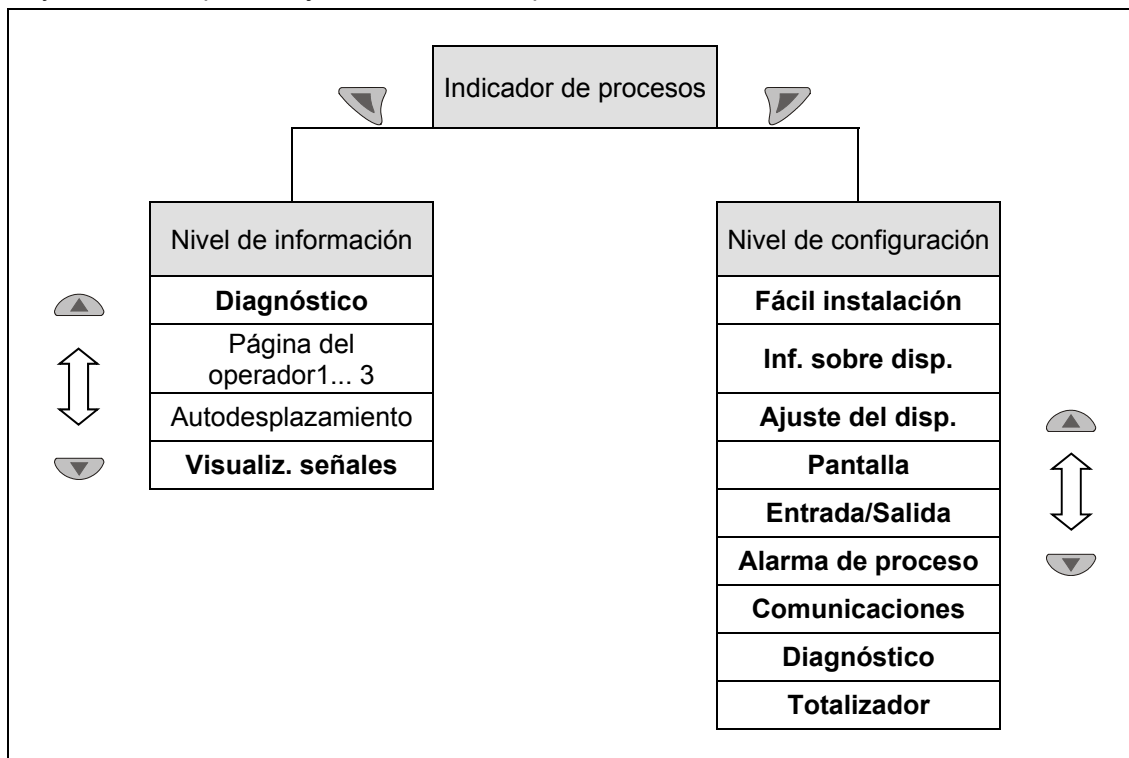 Indicador de procesos
Nivel de información
Diagnóstico
Página del
operador1... 3
Autodesplazamiento
Visualiz. señales
Nivel de configuración
Fácil instalación
Inf. sobre disp.
Ajuste del disp.
Pantalla
Entrada/Salida
Alarma de proceso
Comunicaciones
Diagnóstico
Totalizador